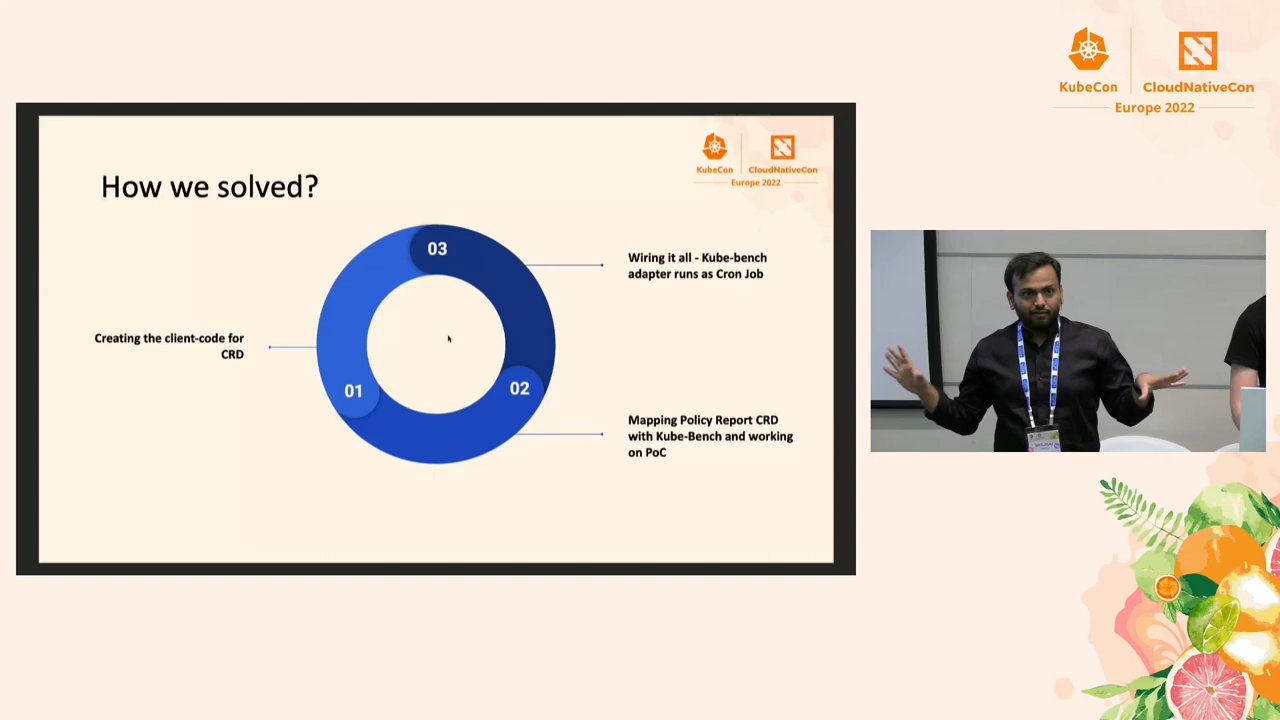 KubeCon
CloudNativeCon
Europe 2022
KubeCon
CloudNativeCon
Europe 2022
How we solved?
03
Wiring it all - Kube-bench
adapter runs as Cron Job
Creating the client-code for
CRD
01
02
Mapping Policy Report CRD
with Kube-Bench and working
on PoC